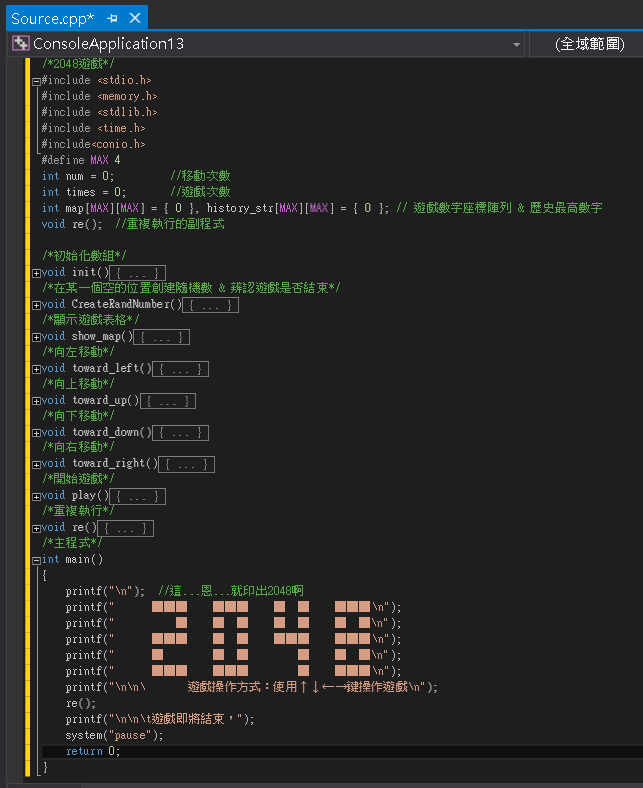 Source.cpp*
ConsoleApplication13 (全域範圍)
/*2048遊戲*/
#include <stdio.h>
#include <memory.h>
#include <stdlib.h>
#include <time.h>
#include<conio.h>
#define MAX 4
int num = 0; //移動次數
int times = 0; //遊戲次數
int map[MAX][MAX] = { 0 }, history_str[MAX][MAX] = { 0 }; // 遊戲數字座標陣列 & 歷史最高數字
void re(); //重複執行的副程式
/*初始化數組*/
void init(){ ... }
/*在某一個空的位置創建隨機數 & 辨認遊戲是否結束*/
void CreateRandNumber(){ ... }
/*顯示遊戲表格*/
void show_map(){ ... }
/*向左移動*/
void toward_left(){ ... }
/*向上移動*/
void toward_up(){ ... }
/*向下移動*/
void toward_down(){ ... }
/*向右移動*/
void toward_right(){ ... }
/*開始遊戲*/
void play(){ ... }
/*重複執行*/
void re(){ ... }
/*主程式*/
int main()
{
printf("\n"); //這...恩...就印出2048啊
printf("      ■■■  ■■■  ■ ■  ■■■\n");
printf("        ■  ■ ■  ■ ■  ■ ■\n");
printf("      ■■■  ■ ■  ■■■  ■■■\n");
printf("      ■    ■ ■    ■  ■ ■\n");
printf("      ■■■  ■■■    ■  ■■■\n");
printf("\n\n\      遊戲操作方式：使用↑↓←→鍵操作遊戲\n");
re();
printf("\n\n\t遊戲即將結束，");
system("pause");
return 0;
}